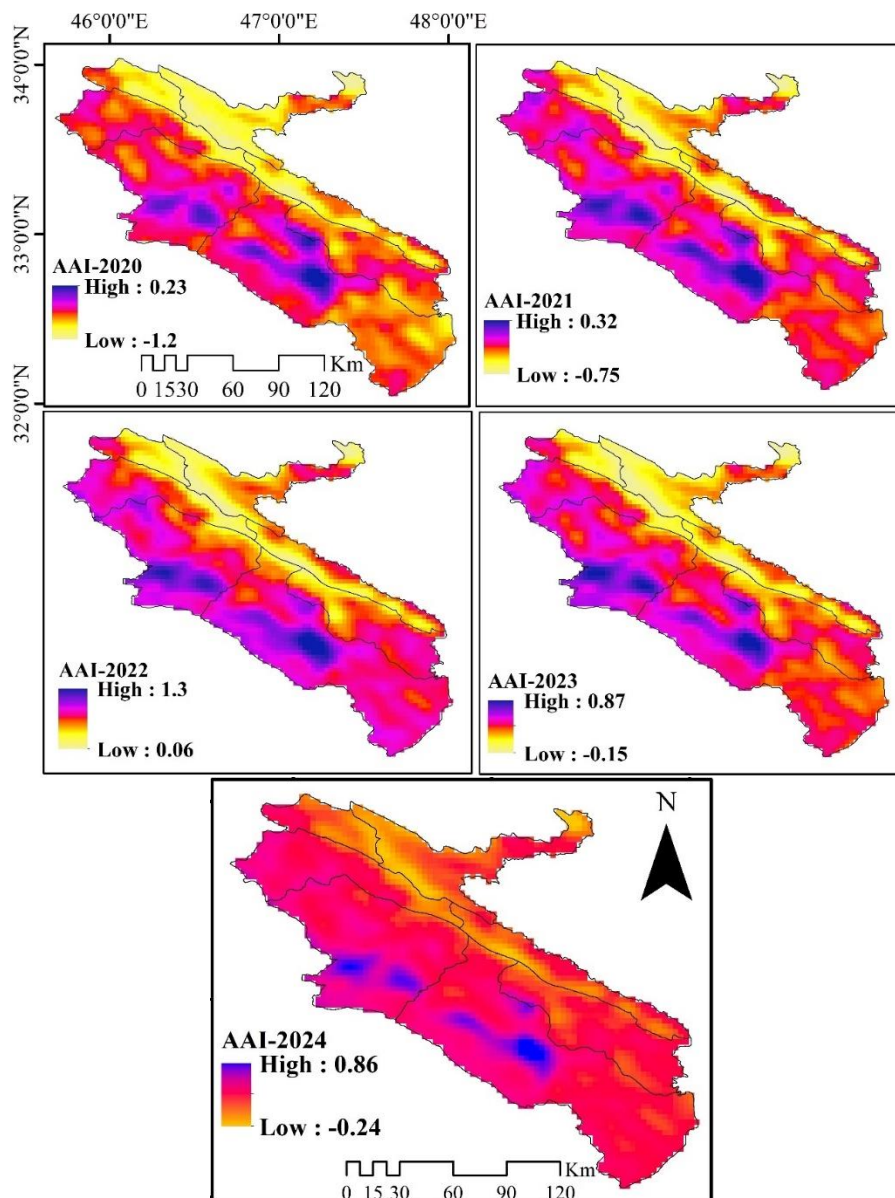 46°0'0"E 47°0'0"E 48°0'0"E
34°0'0"N
33°0'0"N
32°0'0"N
AAI-2020
High : 0.23
Low : -1.2
Km
0 1530 60 90 120
AAI-2021
High : 0.32
Low : -0.75
AAI-2022
High : 1.3
Low : 0.06
AAI-2023
High : 0.87
Low : -0.15
N
AAI-2024
High : 0.86
Low : -0.24
Km
0 15 30 60 90 120